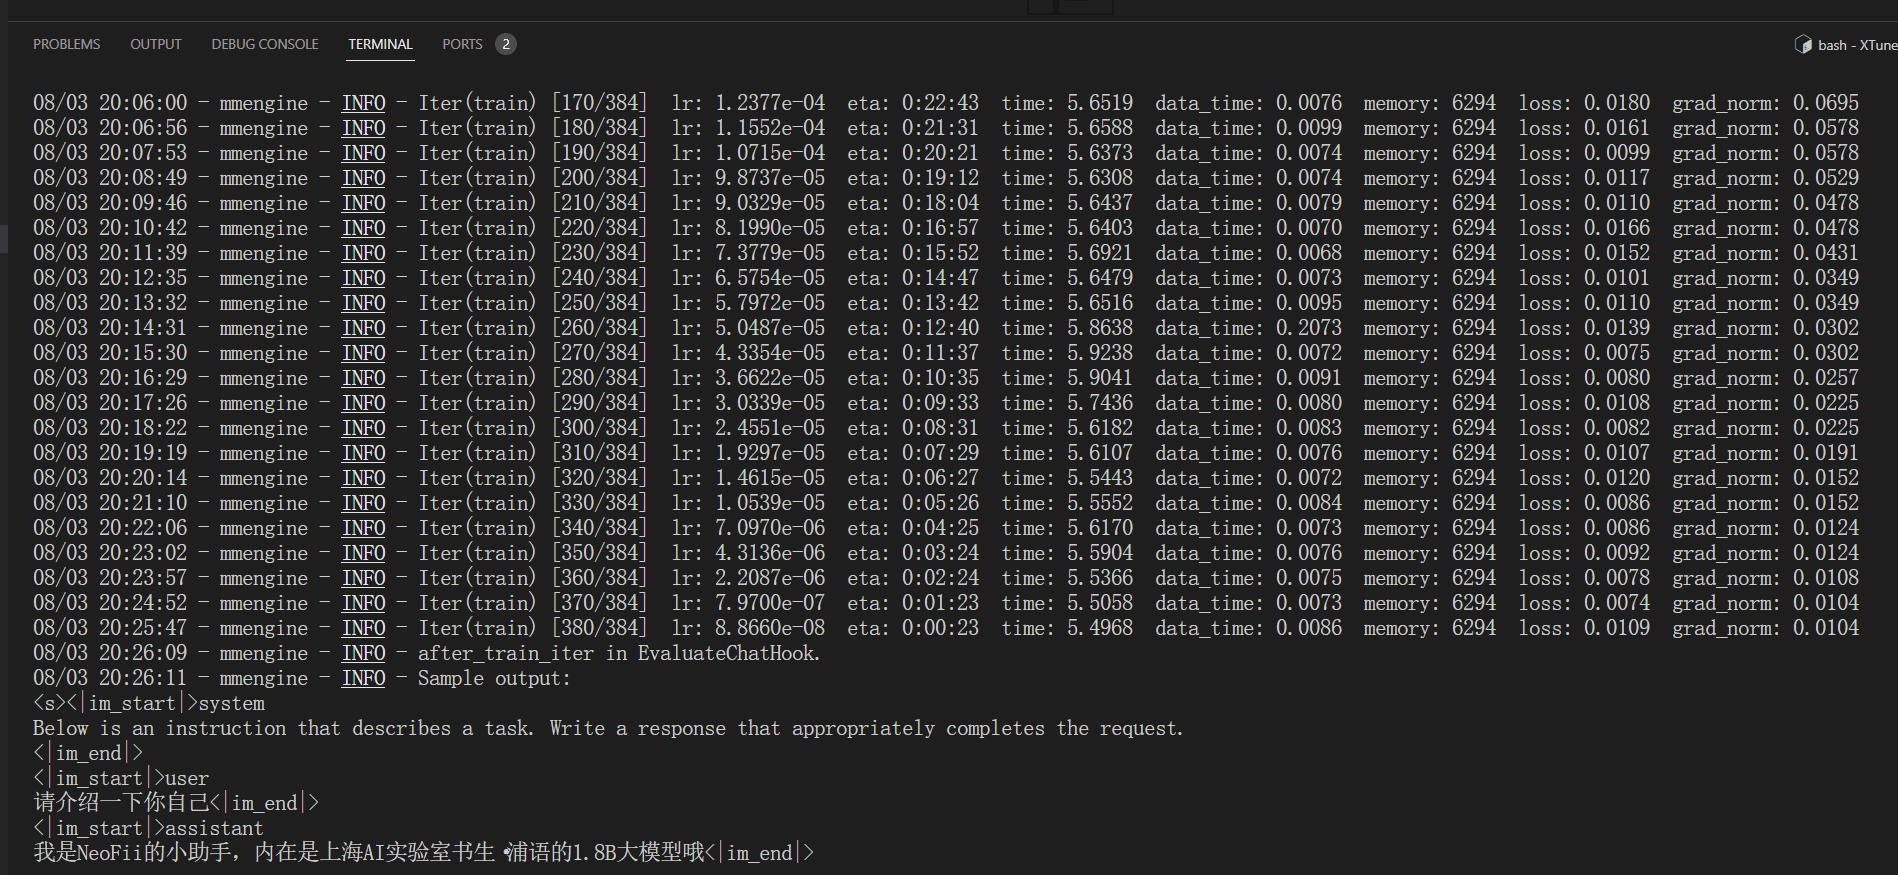 PROBLEMS OUTPUT DEBUG CONSOLE TERMINAL PORTS 2 bash - XTune
08/03 20:06:00 - mmengine - INFO - Iter(train) [170/384] lr: 1.2377e-04 eta: 0:22:43 time: 5.6519 data_time: 0.0076 memory: 6294 loss: 0.0180 grad_norm: 0.0695
08/03 20:06:56 - mmengine - INFO - Iter(train) [180/384] lr: 1.1552e-04 eta: 0:21:31 time: 5.6588 data_time: 0.0099 memory: 6294 loss: 0.0161 grad_norm: 0.0578
08/03 20:07:53 - mmengine - INFO - Iter(train) [190/384] lr: 1.0715e-04 eta: 0:20:21 time: 5.6373 data_time: 0.0074 memory: 6294 loss: 0.0099 grad_norm: 0.0578
08/03 20:08:49 - mmengine - INFO - Iter(train) [200/384] lr: 9.8737e-05 eta: 0:19:12 time: 5.6308 data_time: 0.0074 memory: 6294 loss: 0.0117 grad_norm: 0.0529
08/03 20:09:46 - mmengine - INFO - Iter(train) [210/384] lr: 9.0329e-05 eta: 0:18:04 time: 5.6437 data_time: 0.0079 memory: 6294 loss: 0.0110 grad_norm: 0.0478
08/03 20:10:42 - mmengine - INFO - Iter(train) [220/384] lr: 8.1990e-05 eta: 0:16:57 time: 5.6403 data_time: 0.0070 memory: 6294 loss: 0.0166 grad_norm: 0.0478
08/03 20:11:39 - mmengine - INFO - Iter(train) [230/384] lr: 7.3779e-05 eta: 0:15:52 time: 5.6921 data_time: 0.0068 memory: 6294 loss: 0.0152 grad_norm: 0.0431
08/03 20:12:35 - mmengine - INFO - Iter(train) [240/384] lr: 6.5754e-05 eta: 0:14:47 time: 5.6479 data_time: 0.0073 memory: 6294 loss: 0.0101 grad_norm: 0.0349
08/03 20:13:32 - mmengine - INFO - Iter(train) [250/384] lr: 5.7972e-05 eta: 0:13:42 time: 5.6516 data_time: 0.0095 memory: 6294 loss: 0.0110 grad_norm: 0.0349
08/03 20:14:31 - mmengine - INFO - Iter(train) [260/384] lr: 5.0487e-05 eta: 0:12:40 time: 5.8638 data_time: 0.2073 memory: 6294 loss: 0.0139 grad_norm: 0.0302
08/03 20:15:30 - mmengine - INFO - Iter(train) [270/384] lr: 4.3354e-05 eta: 0:11:37 time: 5.9238 data_time: 0.0072 memory: 6294 loss: 0.0075 grad_norm: 0.0302
08/03 20:16:29 - mmengine - INFO - Iter(train) [280/384] lr: 3.6622e-05 eta: 0:10:35 time: 5.9041 data_time: 0.0091 memory: 6294 loss: 0.0080 grad_norm: 0.0257
08/03 20:17:26 - mmengine - INFO - Iter(train) [290/384] lr: 3.0339e-05 eta: 0:09:33 time: 5.7436 data_time: 0.0080 memory: 6294 loss: 0.0108 grad_norm: 0.0225
08/03 20:18:22 - mmengine - INFO - Iter(train) [300/384] lr: 2.4551e-05 eta: 0:08:31 time: 5.6182 data_time: 0.0083 memory: 6294 loss: 0.0082 grad_norm: 0.0225
08/03 20:19:19 - mmengine - INFO - Iter(train) [310/384] lr: 1.9297e-05 eta: 0:07:29 time: 5.6107 data_time: 0.0076 memory: 6294 loss: 0.0107 grad_norm: 0.0191
08/03 20:20:14 - mmengine - INFO - Iter(train) [320/384] lr: 1.4615e-05 eta: 0:06:27 time: 5.5443 data_time: 0.0072 memory: 6294 loss: 0.0120 grad_norm: 0.0152
08/03 20:21:10 - mmengine - INFO - Iter(train) [330/384] lr: 1.0539e-05 eta: 0:05:26 time: 5.5552 data_time: 0.0084 memory: 6294 loss: 0.0086 grad_norm: 0.0152
08/03 20:22:06 - mmengine - INFO - Iter(train) [340/384] lr: 7.0970e-06 eta: 0:04:25 time: 5.6170 data_time: 0.0073 memory: 6294 loss: 0.0086 grad_norm: 0.0124
08/03 20:23:02 - mmengine - INFO - Iter(train) [350/384] lr: 4.3136e-06 eta: 0:03:24 time: 5.5904 data_time: 0.0076 memory: 6294 loss: 0.0092 grad_norm: 0.0124
08/03 20:23:57 - mmengine - INFO - Iter(train) [360/384] lr: 2.2087e-06 eta: 0:02:24 time: 5.5366 data_time: 0.0075 memory: 6294 loss: 0.0078 grad_norm: 0.0108
08/03 20:24:52 - mmengine - INFO - Iter(train) [370/384] lr: 7.9700e-07 eta: 0:01:23 time: 5.5058 data_time: 0.0073 memory: 6294 loss: 0.0074 grad_norm: 0.0104
08/03 20:25:47 - mmengine - INFO - Iter(train) [380/384] lr: 8.8660e-08 eta: 0:00:23 time: 5.4968 data_time: 0.0086 memory: 6294 loss: 0.0109 grad_norm: 0.0104
08/03 20:26:09 - mmengine - INFO - after_train_iter in EvaluateChatHook.
08/03 20:26:11 - mmengine - INFO - Sample output:
<s><|im_start|>system
Below is an instruction that describes a task. Write a response that appropriately completes the request.
<|im_end|>
<|im_start|>user
请介绍一下你自己<|im_end|>
<|im_start|>assistant
我是NeoFii的小助手，内在是上海AI实验室书生·浦语的1.8B大模型哦<|im_end|>